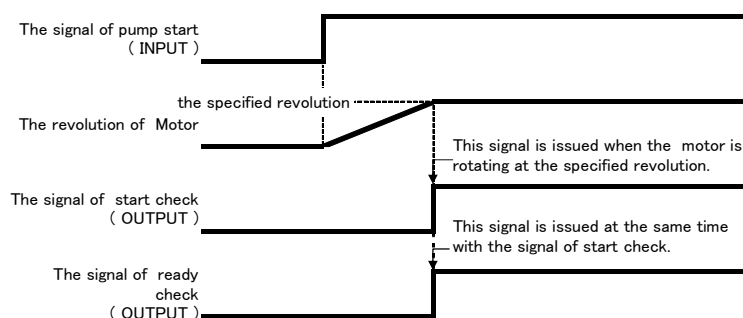 The signal of pump start
( INPUT )
the specified revolution
The revolution of Motor
This signal is issued when the motor is
rotating at the specified revolution.
The signal of start check
( OUTPUT )
This signal is issued at the same time
with the signal of start check.
The signal of ready
check
( OUTPUT )